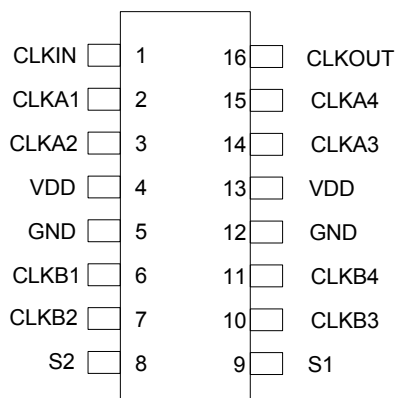 CLKIN 1 16 CLKOUT
CLKA1 2 15 CLKA4
CLKA2 3 14 CLKA3
VDD 4 13 VDD
GND 5 12 GND
CLKB1 6 11 CLKB4
CLKB2 7 10 CLKB3
S2 8 9 S1